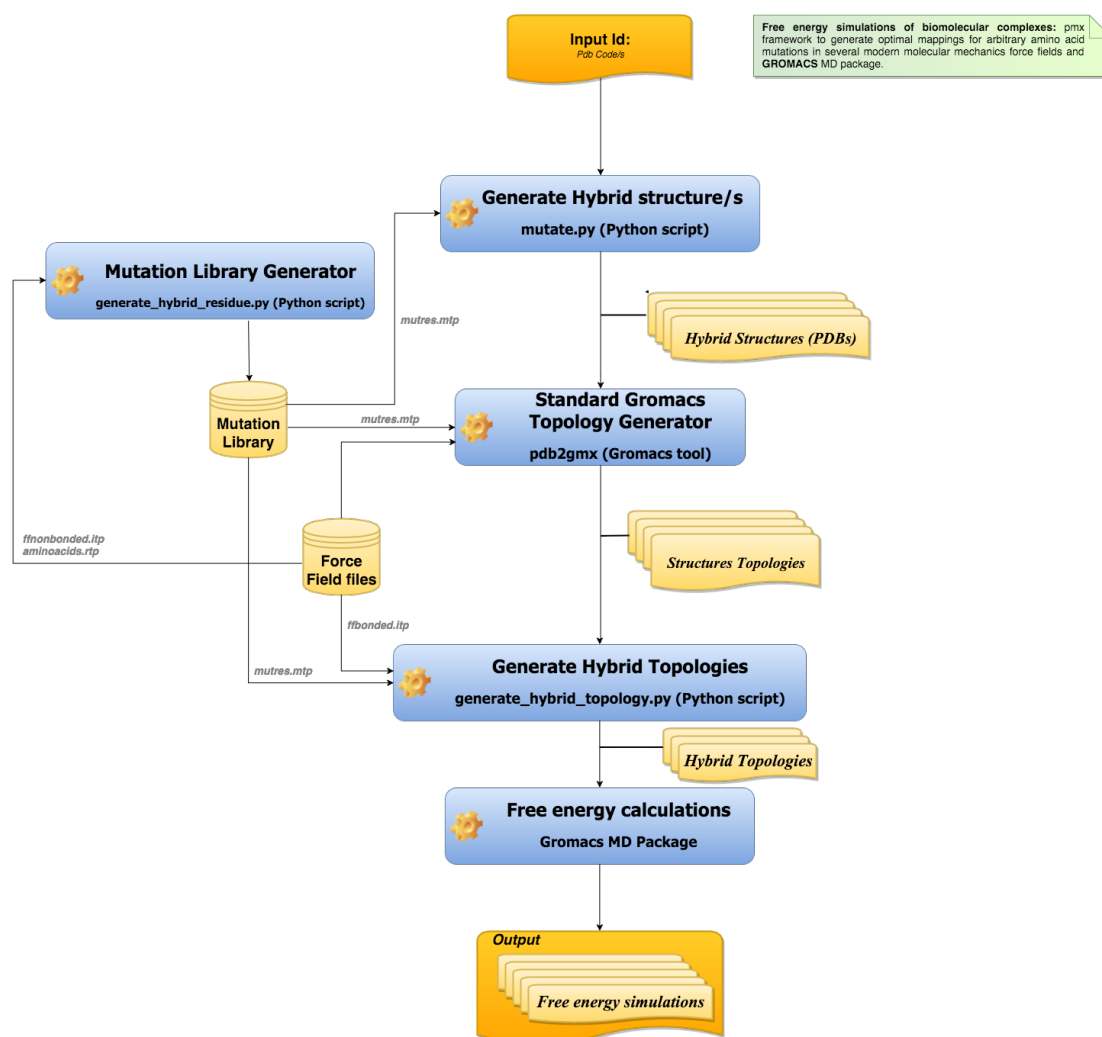 Input Id:
Pdb Code/s
Free energy simulations of biomolecular complexes: pmx
framework to generate optimal mappings for arbitrary amino acid
mutations in several modern molecular mechanics force fields and
GROMACS MD package.
Generate Hybrid structure/s
mutate.py (Python script)
Mutation Library Generator
generate_hybrid_residue.py (Python script)
mutres.mtp
Hybrid Structures (PDBs)
Mutation
Library
mutres.mtp
Standard Gromacs
Topology Generator
pdb2gmx (Gromacs tool)
ffnonbonded.itp
aminoacids.rtp
Force
Field files
Structures Topologies
ffbonded.itp
mutres.mtp
Generate Hybrid Topologies
generate_hybrid_topology.py (Python script)
Hybrid Topologies
Free energy calculations
Gromacs MD Package
Output
Free energy simulations